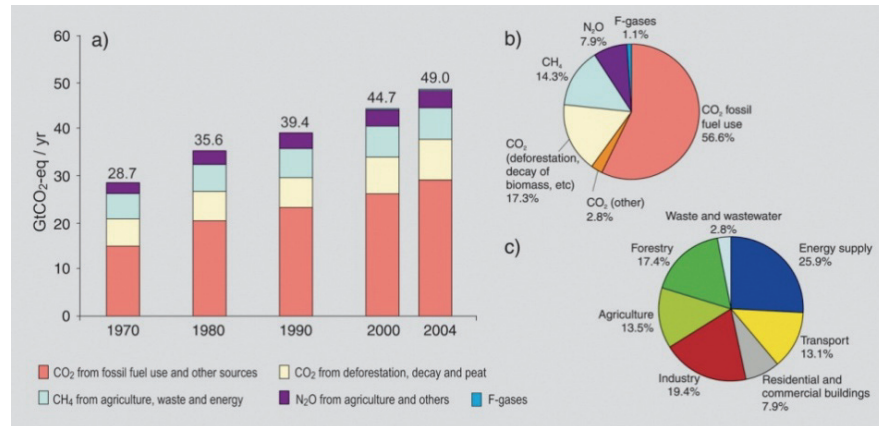 a)
GtCO₂-eq / yr
60
50
40
30
20
10
0
28.7
35.6
39.4
44.7
49.0
1970
1980
1990
2000
2004
CO₂ from fossil fuel use and other sources
CO₂ from deforestation, decay and peat
CH₄ from agriculture, waste and energy
N₂O from agriculture and others
F-gases
b)
F-gases
1.1%
N₂O
7.9%
CH₄
14.3%
CO₂ fossil
fuel use
56.6%
CO₂
(deforestation,
decay of
biomass, etc)
17.3%
CO₂ (other)
2.8%
c)
Waste and wastewater
2.8%
Forestry
17.4%
Energy supply
25.9%
Agriculture
13.5%
Transport
13.1%
Industry
19.4%
Residential and
commercial buildings
7.9%